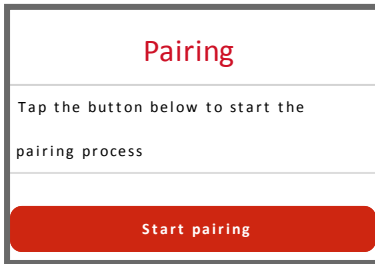 Pairing
Tap the button below to start the
pairing process
Start pairing